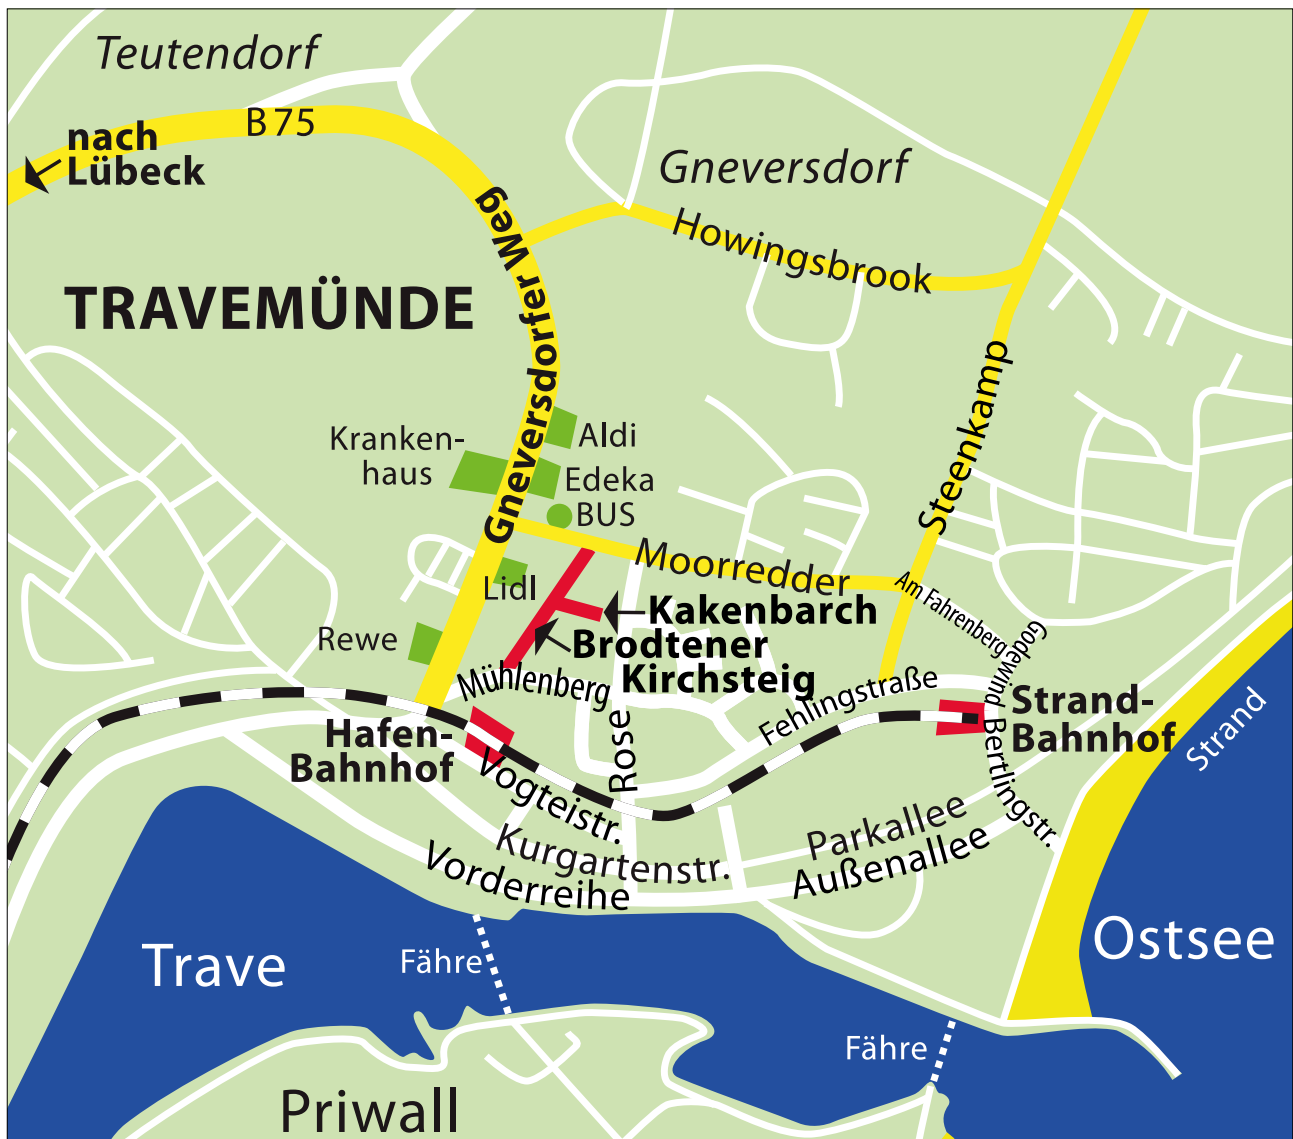 Teutendorf
B75
nach
Lübeck
Gneversdorf
Howingsbrook
TRAVEMÜNDE
Gneversdorfer Weg
Steenkamp
Kranken-
haus
Aldi
Edeka
BUS
Moorredder
Lidl
Am Fahrenberg
Kakenbarch
Rewe
Brodtener
Kirchsteig
Godewind
Mühlenberg
Fehlingstraße
Strand-
Bahnhof
Hafen-
Bahnhof
Rose
Bertlingstr.
Strand
Vogteistr.
Kurgartenstr.
Vorderreihe
Parkallee
Außenallee
Trave
Fähre
Ostsee
Fähre
Priwall